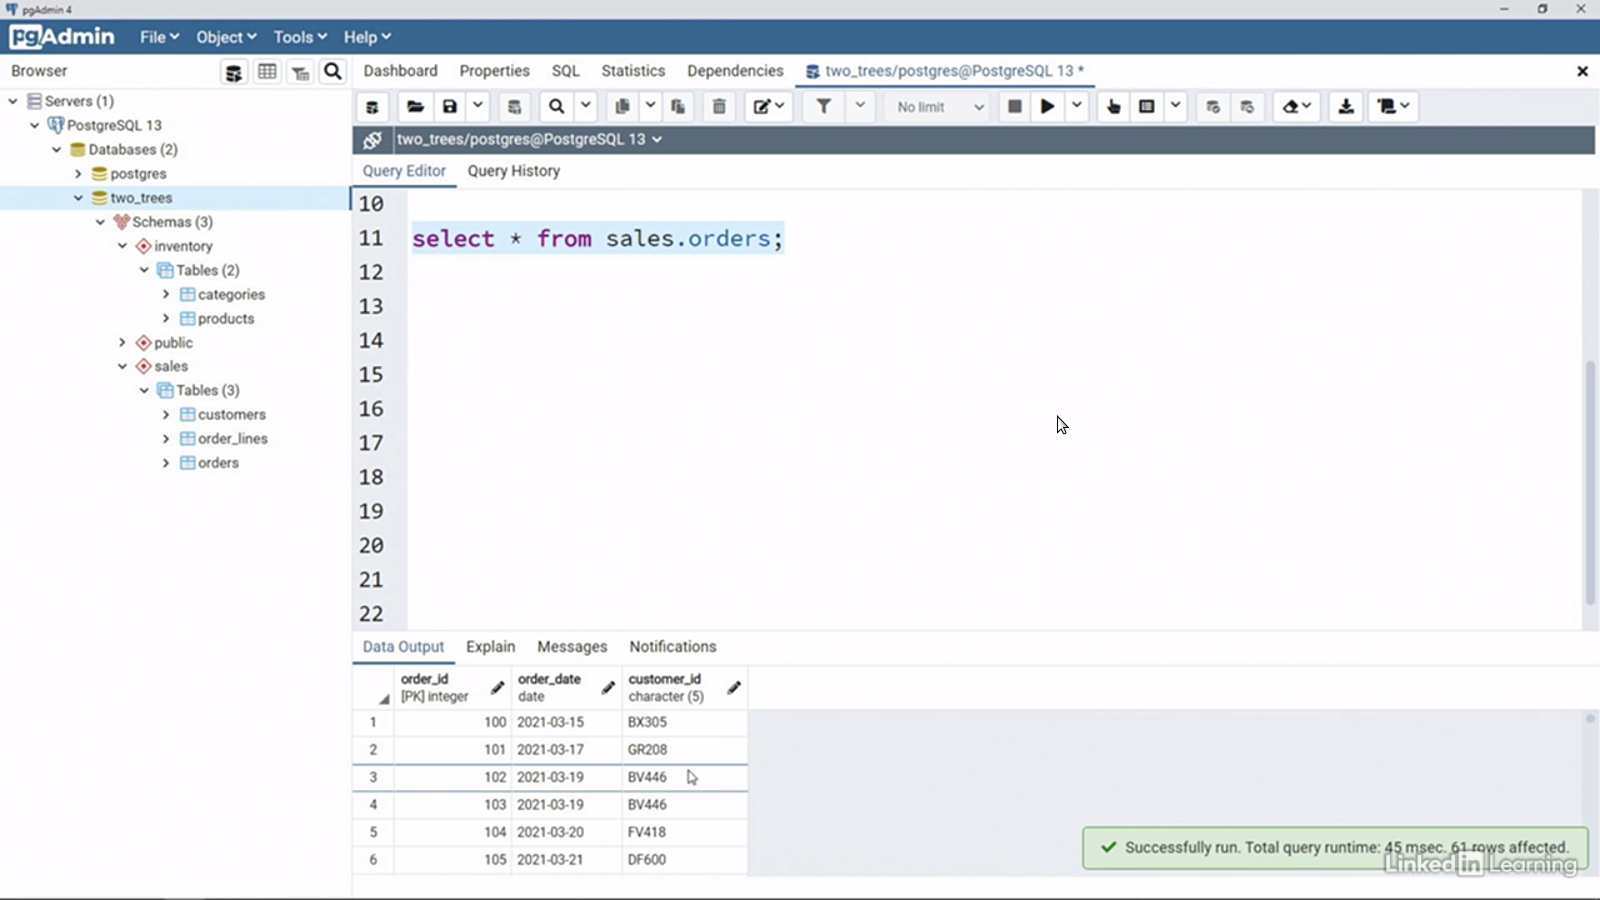 pgAdmin 4
pgAdmin File Object Tools Help
Browser
Dashboard Properties SQL Statistics Dependencies two_trees/postgres@PostgreSQL 13 *
No limit
two_trees/postgres@PostgreSQL 13
Query Editor Query History
Servers (1)
PostgreSQL 13
Databases (2)
postgres
two_trees
Schemas (3)
inventory
Tables (2)
categories
products
public
sales
Tables (3)
customers
order_lines
orders
10
11 select * from sales.orders;
12
13
14
15
16
17
18
19
20
21
22
Data Output Explain Messages Notifications
order_id order_date customer_id
[PK] integer date character (5)
1 100 2021-03-15 BX305
2 101 2021-03-17 GR208
3 102 2021-03-19 BV446
4 103 2021-03-19 BV446
5 104 2021-03-20 FV418
6 105 2021-03-21 DF600
Successfully run. Total query runtime: 45 msec. 61 rows affected.
Linked in Learning